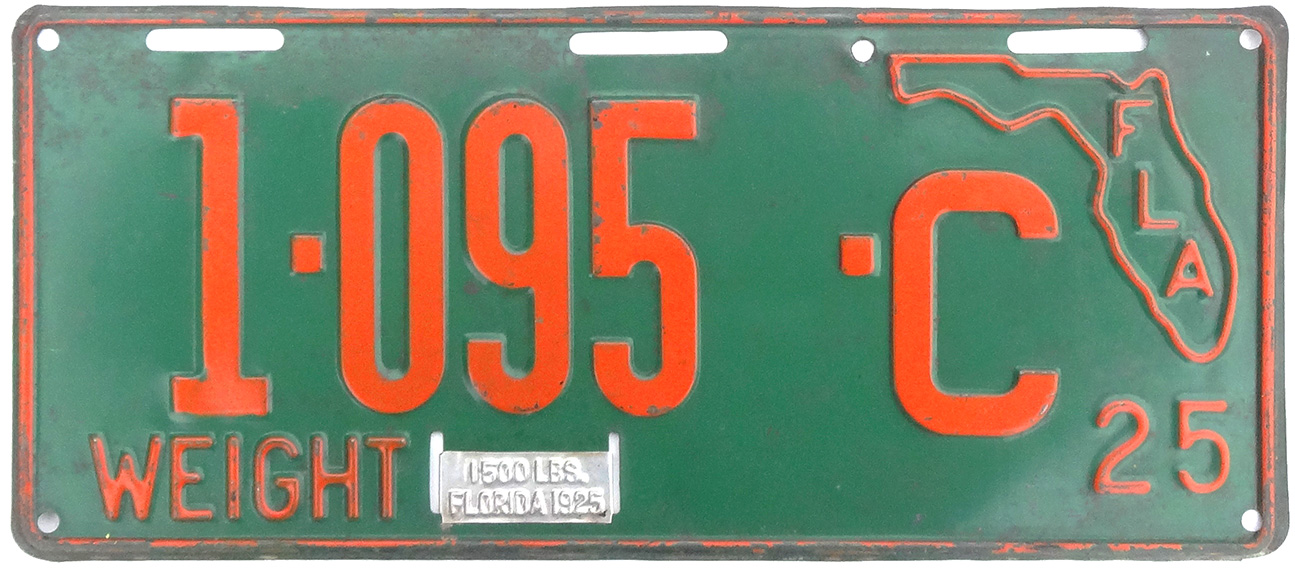 1·095 ·C
FLA
25
WEIGHT
1500 LBS.
FLORIDA 1925